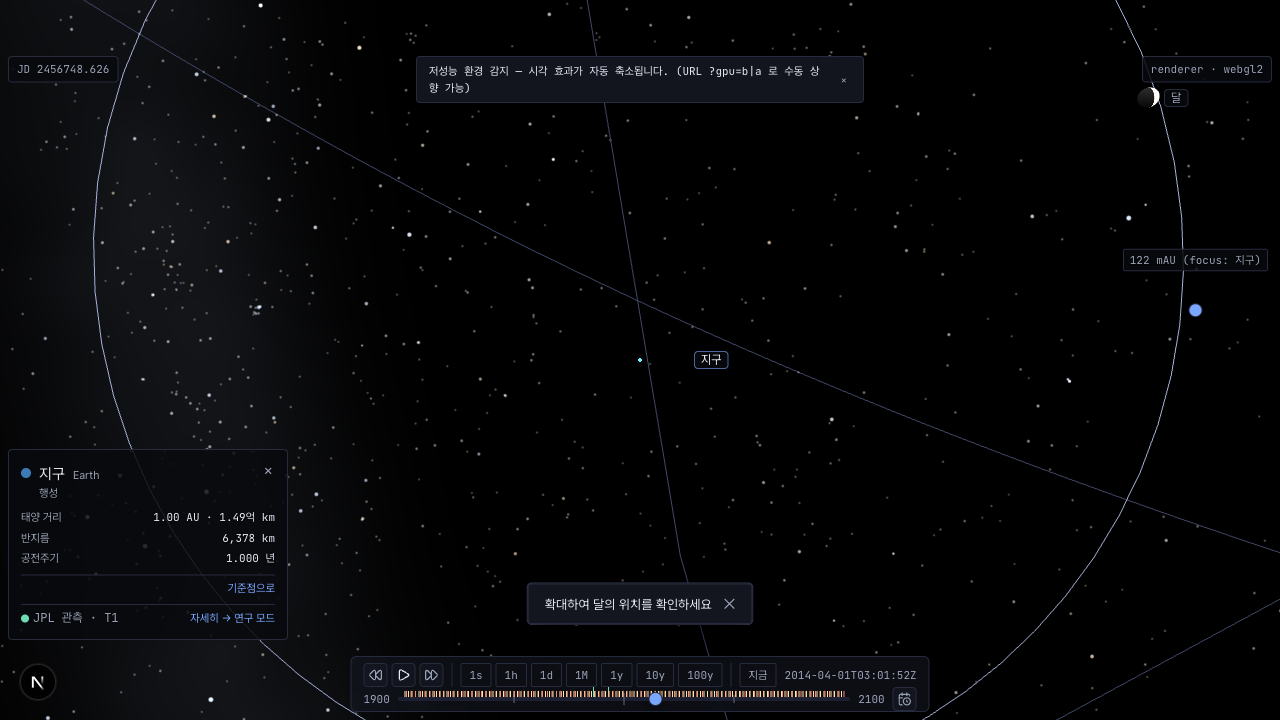 JD 2456748.626
저성능 환경 감지 — 시각 효과가 자동 축소됩니다. (URL ?gpu=b|a 로 수동 상
향 가능)
×
renderer · webgl2
달
122 mAU (focus: 지구)
지구
지구 Earth
×
행성
태양 거리 1.00 AU · 1.49억 km
반지름 6,378 km
공전주기 1.000 년
기준점으로
JPL 관측 · T1 자세히 → 연구 모드
확대하여 달의 위치를 확인하세요
N
1s 1h 1d 1M 1y 10y 100y 지금 2014-04-01T03:01:52Z
1900 2100